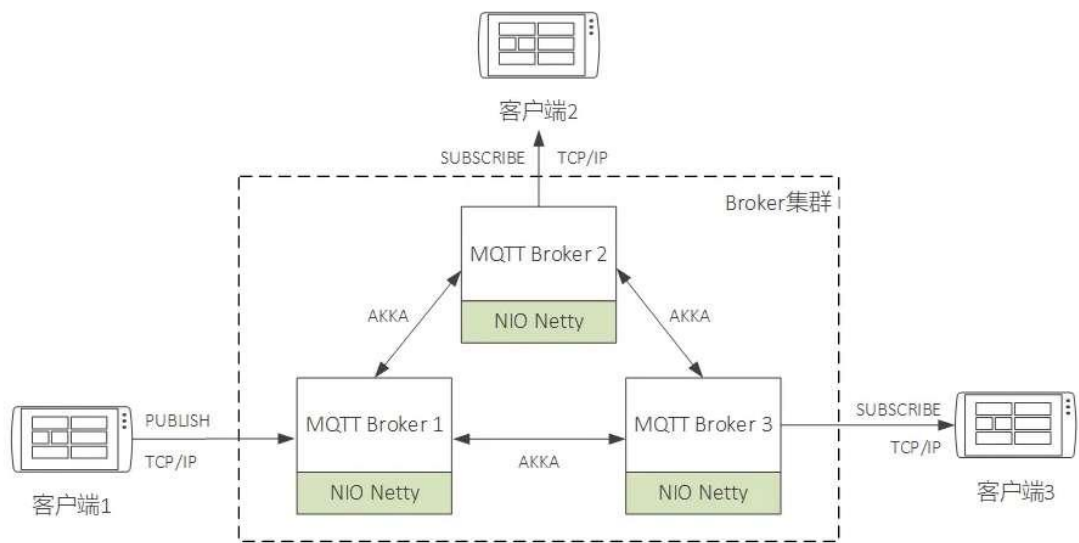 客户端2
SUBSCRIBE TCP/IP
Broker集群
MQTT Broker 2
NIO Netty
AKKA
AKKA
MQTT Broker 1
NIO Netty
AKKA
MQTT Broker 3
NIO Netty
PUBLISH
TCP/IP
客户端1
SUBSCRIBE
TCP/IP
客户端3